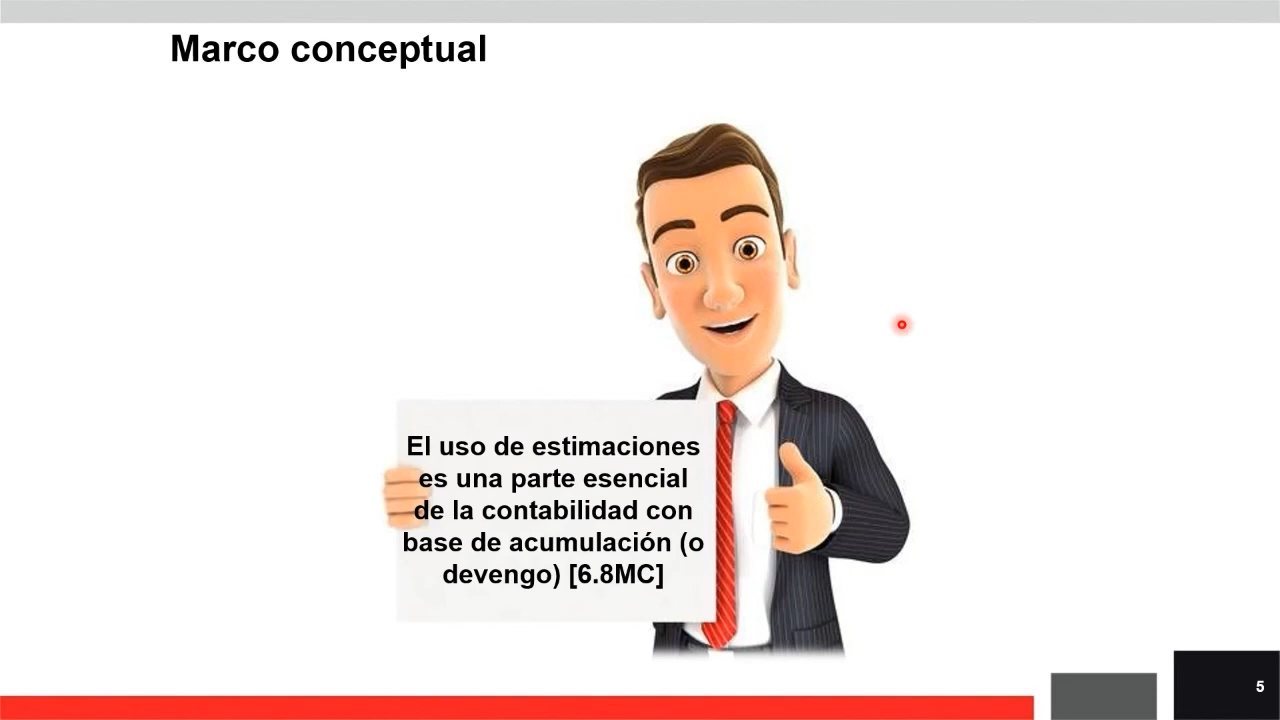 Marco conceptual
El uso de estimaciones
es una parte esencial
de la contabilidad con
base de acumulación (o
devengo) [6.8MC]
5